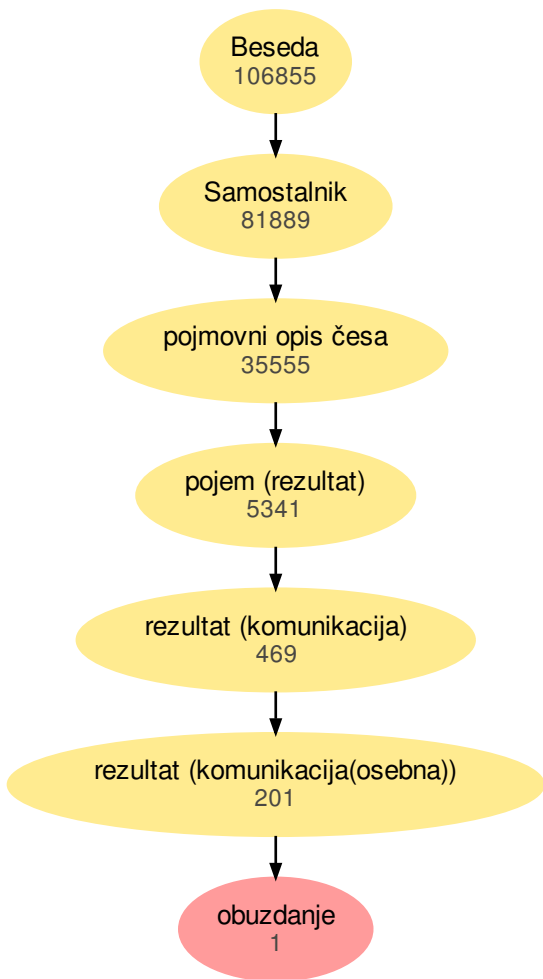 Beseda
106855
Samostalnik
81889
pojmovni opis česa
35555
pojem (rezultat)
5341
rezultat (komunikacija)
469
rezultat (komunikacija(osebna))
201
obuzdanje
1